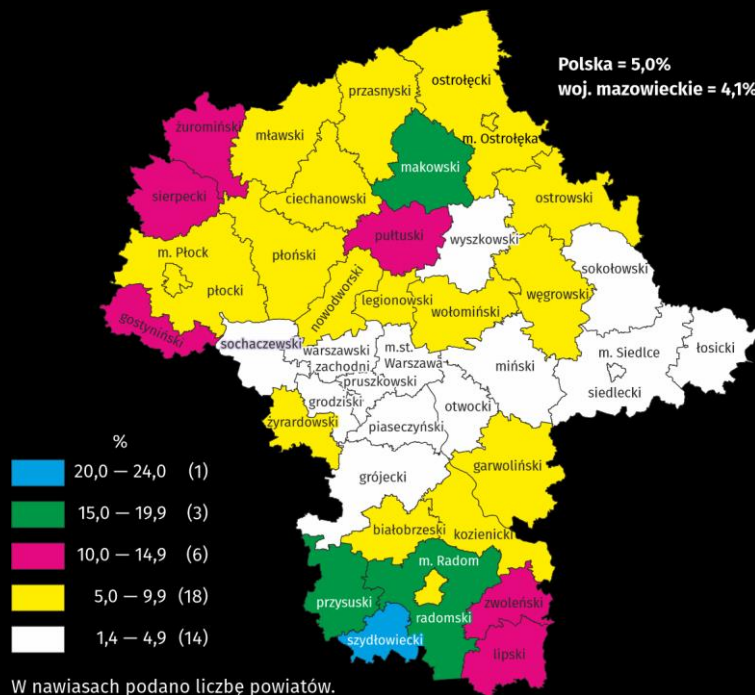 Polska = 5,0%
woj. mazowieckie = 4,1%
ostrołęcki
przasnyski
żuromiński
mławski
m. Ostrołęka
makowski
sierpecki
ciechanowski
ostrowski
pułtuski
wyszkowski
m. Płock
płoński
sokołowski
nowodworski
węgrowski
płocki
legionowski
wołomiński
gostyniński
sochaczewski
warszawski
zachodni
m.st.
Warszawa
miński
m. Siedlce
łosicki
pruszkowski
siedlecki
grodziski
otwocki
żyrardowski
piaseczyński
garwoliński
grójecki
białobrzeski
kozienicki
m. Radom
przysuski
zwoleński
radomski
szydłowiecki
lipski
%
20,0 — 24,0 (1)
15,0 — 19,9 (3)
10,0 — 14,9 (6)
5,0 — 9,9 (18)
1,4 — 4,9 (14)
W nawiasach podano liczbę powiatów.